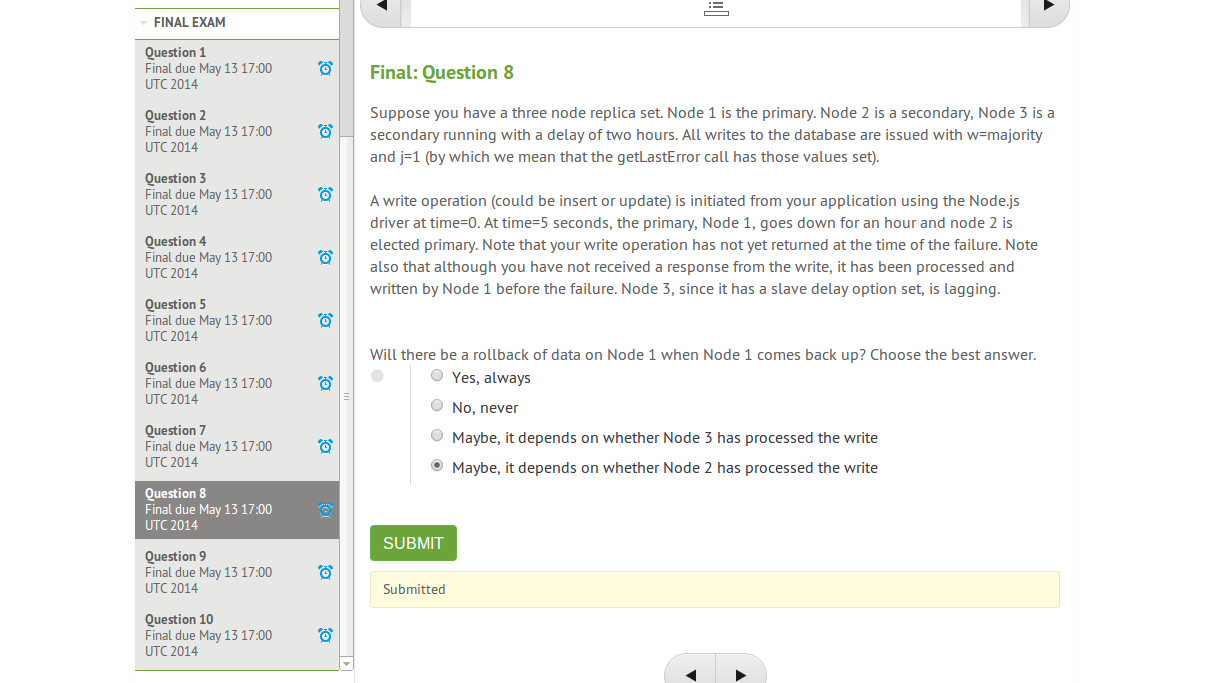 FINAL EXAM
Question 1
Final due May 13 17:00
UTC 2014
Question 2
Final due May 13 17:00
UTC 2014
Question 3
Final due May 13 17:00
UTC 2014
Question 4
Final due May 13 17:00
UTC 2014
Question 5
Final due May 13 17:00
UTC 2014
Question 6
Final due May 13 17:00
UTC 2014
Question 7
Final due May 13 17:00
UTC 2014
Question 8
Final due May 13 17:00
UTC 2014
Question 9
Final due May 13 17:00
UTC 2014
Question 10
Final due May 13 17:00
UTC 2014
Final: Question 8
Suppose you have a three node replica set. Node 1 is the primary. Node 2 is a secondary, Node 3 is a
secondary running with a delay of two hours. All writes to the database are issued with w=majority
and j=1 (by which we mean that the getLastError call has those values set).
A write operation (could be insert or update) is initiated from your application using the Node.js
driver at time=0. At time=5 seconds, the primary, Node 1, goes down for an hour and node 2 is
elected primary. Note that your write operation has not yet returned at the time of the failure. Note
also that although you have not received a response from the write, it has been processed and
written by Node 1 before the failure. Node 3, since it has a slave delay option set, is lagging.
Will there be a rollback of data on Node 1 when Node 1 comes back up? Choose the best answer.
Yes, always
No, never
Maybe, it depends on whether Node 3 has processed the write
Maybe, it depends on whether Node 2 has processed the write
SUBMIT
Submitted